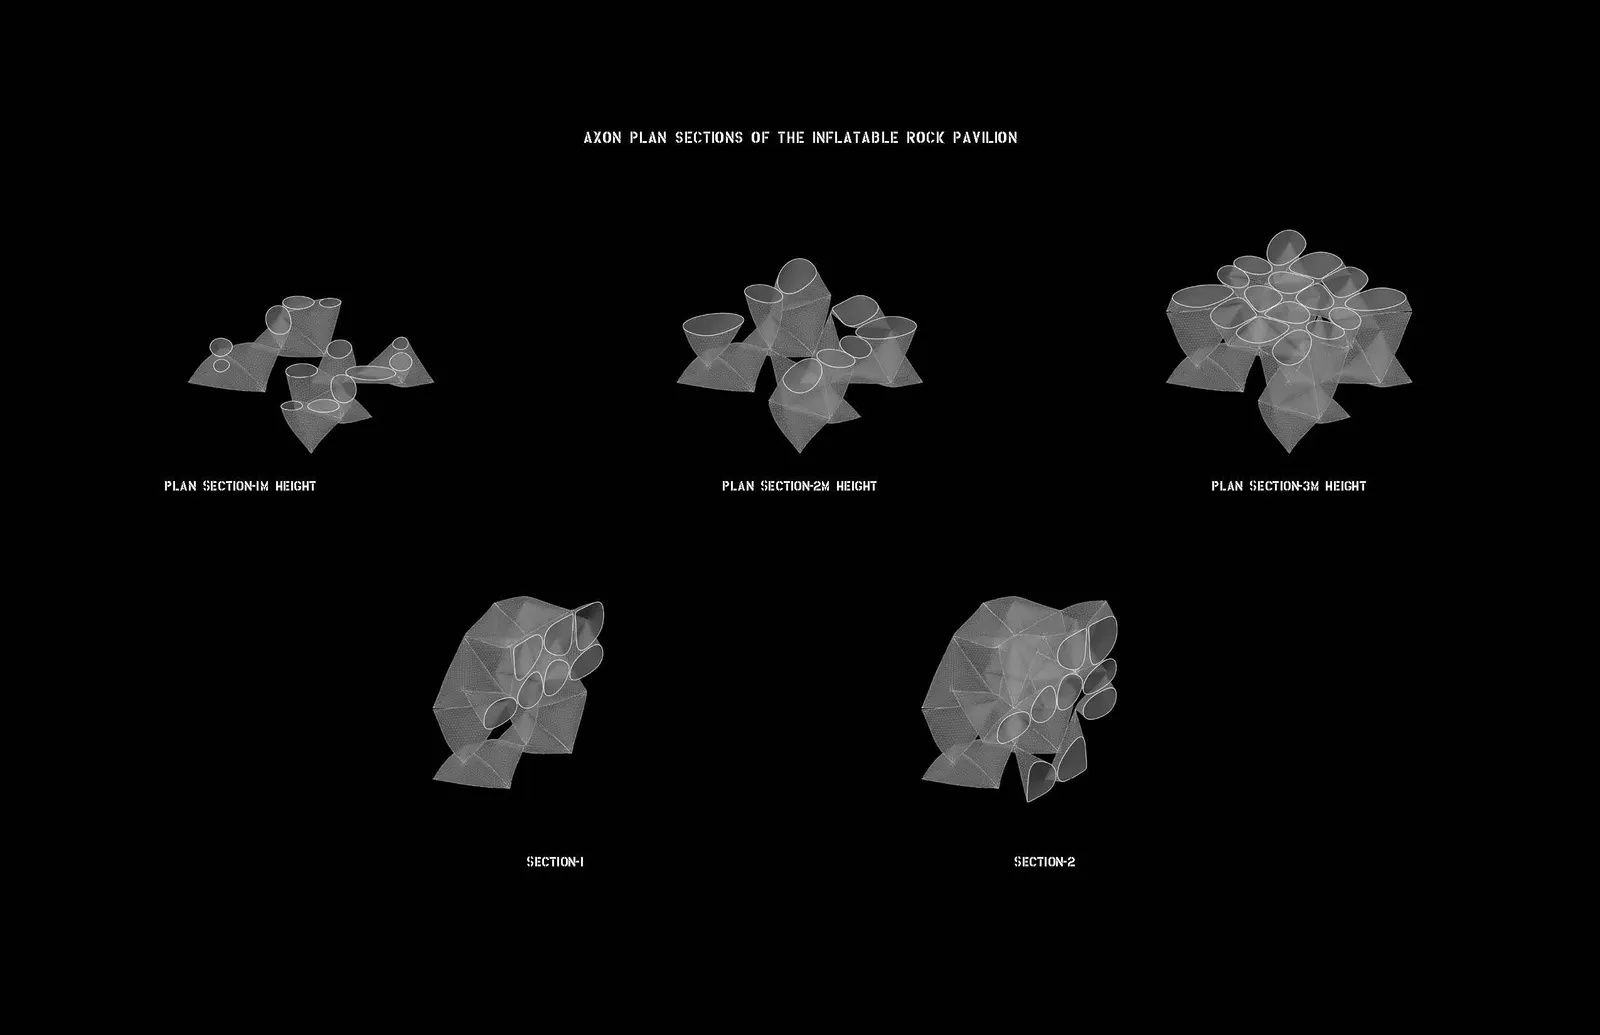 AXON PLAN SECTIONS OF THE INFLATABLE ROCK PAVILION
PLAN SECTION-1M HEIGHT
PLAN SECTION-2M HEIGHT
PLAN SECTION-3M HEIGHT
SECTION-1
SECTION-2